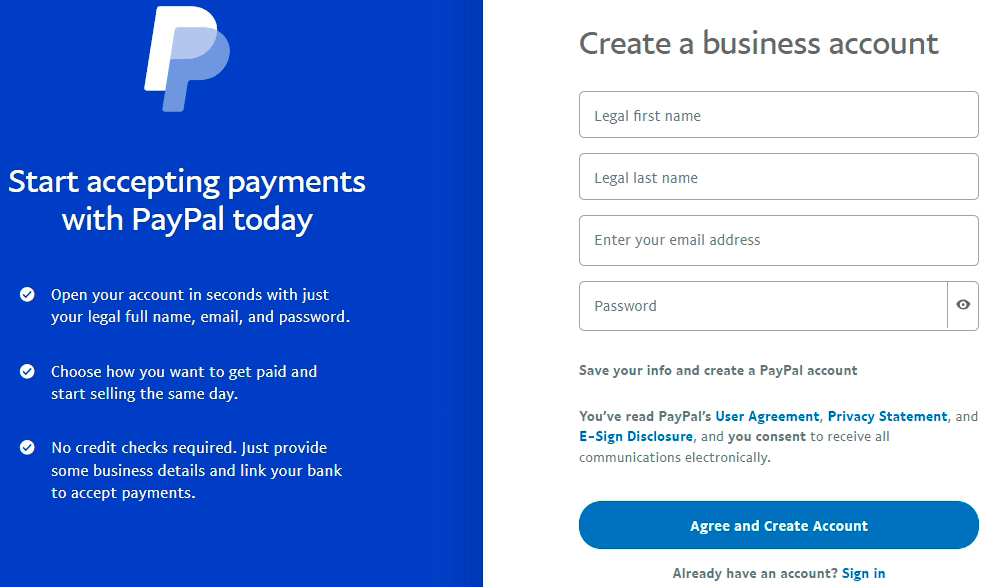 Start accepting payments
with PayPal today
Open your account in seconds with just
your legal full name, email, and password.
Choose how you want to get paid and
start selling the same day.
No credit checks required. Just provide
some business details and link your bank
to accept payments.
Create a business account
Legal first name
Legal last name
Enter your email address
Password
Save your info and create a PayPal account
You've read PayPal's User Agreement, Privacy Statement, and
E-Sign Disclosure, and you consent to receive all
communications electronically.
Agree and Create Account
Already have an account? Sign in